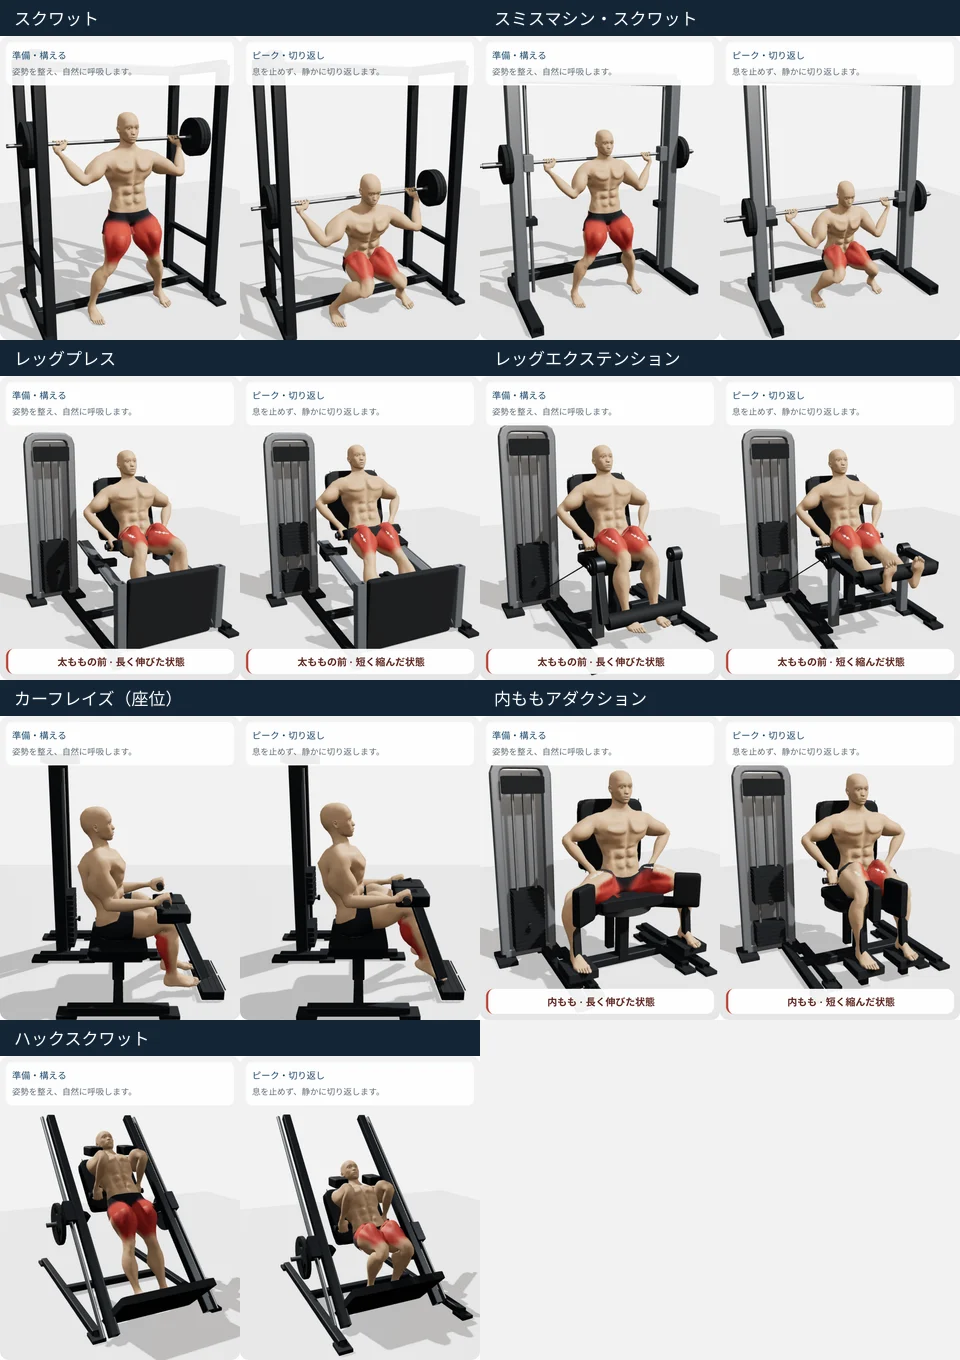 スクワット
準備・構える
姿勢を整え、自然に呼吸します。
ピーク・切り返し
息を止めず、静かに切り返します。
スミスマシン・スクワット
準備・構える
姿勢を整え、自然に呼吸します。
ピーク・切り返し
息を止めず、静かに切り返します。
レッグプレス
準備・構える
姿勢を整え、自然に呼吸します。
太ももの前・長く伸びた状態
ピーク・切り返し
息を止めず、静かに切り返します。
太ももの前・短く縮んだ状態
レッグエクステンション
準備・構える
姿勢を整え、自然に呼吸します。
太ももの前・長く伸びた状態
ピーク・切り返し
息を止めず、静かに切り返します。
太ももの前・短く縮んだ状態
カーフレイズ（座位）
準備・構える
姿勢を整え、自然に呼吸します。
ピーク・切り返し
息を止めず、静かに切り返します。
内ももアダクション
準備・構える
姿勢を整え、自然に呼吸します。
内もも・長く伸びた状態
ピーク・切り返し
息を止めず、静かに切り返します。
内もも・短く縮んだ状態
ハックスクワット
準備・構える
姿勢を整え、自然に呼吸します。
ピーク・切り返し
息を止めず、静かに切り返します。